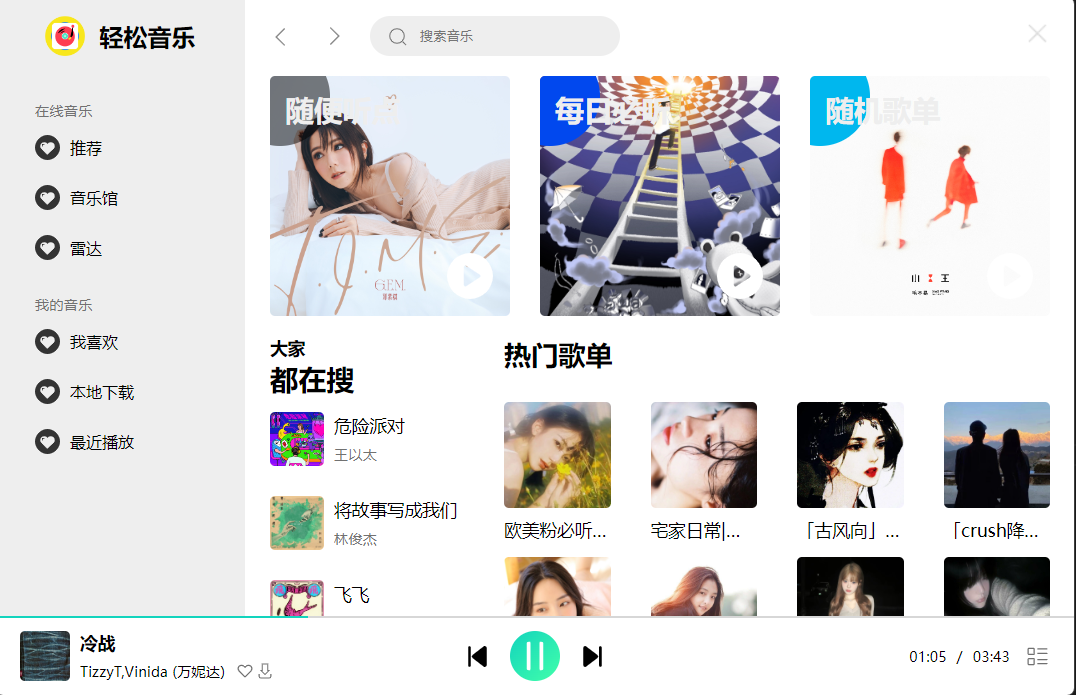 轻松音乐
搜索音乐
在线音乐
推荐
音乐馆
雷达
我的音乐
我喜欢
本地下载
最近播放
随便听听
G.E.M.
每日必听
随机歌单
大家
都在搜
危险派对
王以太
将故事写成我们
林俊杰
飞飞
热门歌单
欧美粉必听...
宅家日常|...
「古风向」...
「crush降...
冷战
TizzyT,Vinida (万妮达)
01:05 / 03:43